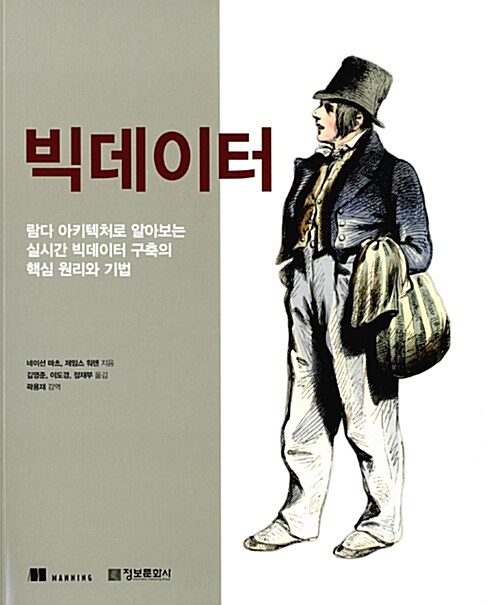 빅데이터
람다 아키텍처로 알아보는
실시간 빅데이터 구축의
핵심 원리와 기법
네이선 마츠, 제임스 워렌 지음
김영준, 이도경, 정재부 옮김
곽용재 감역
MANNING
정보문화사